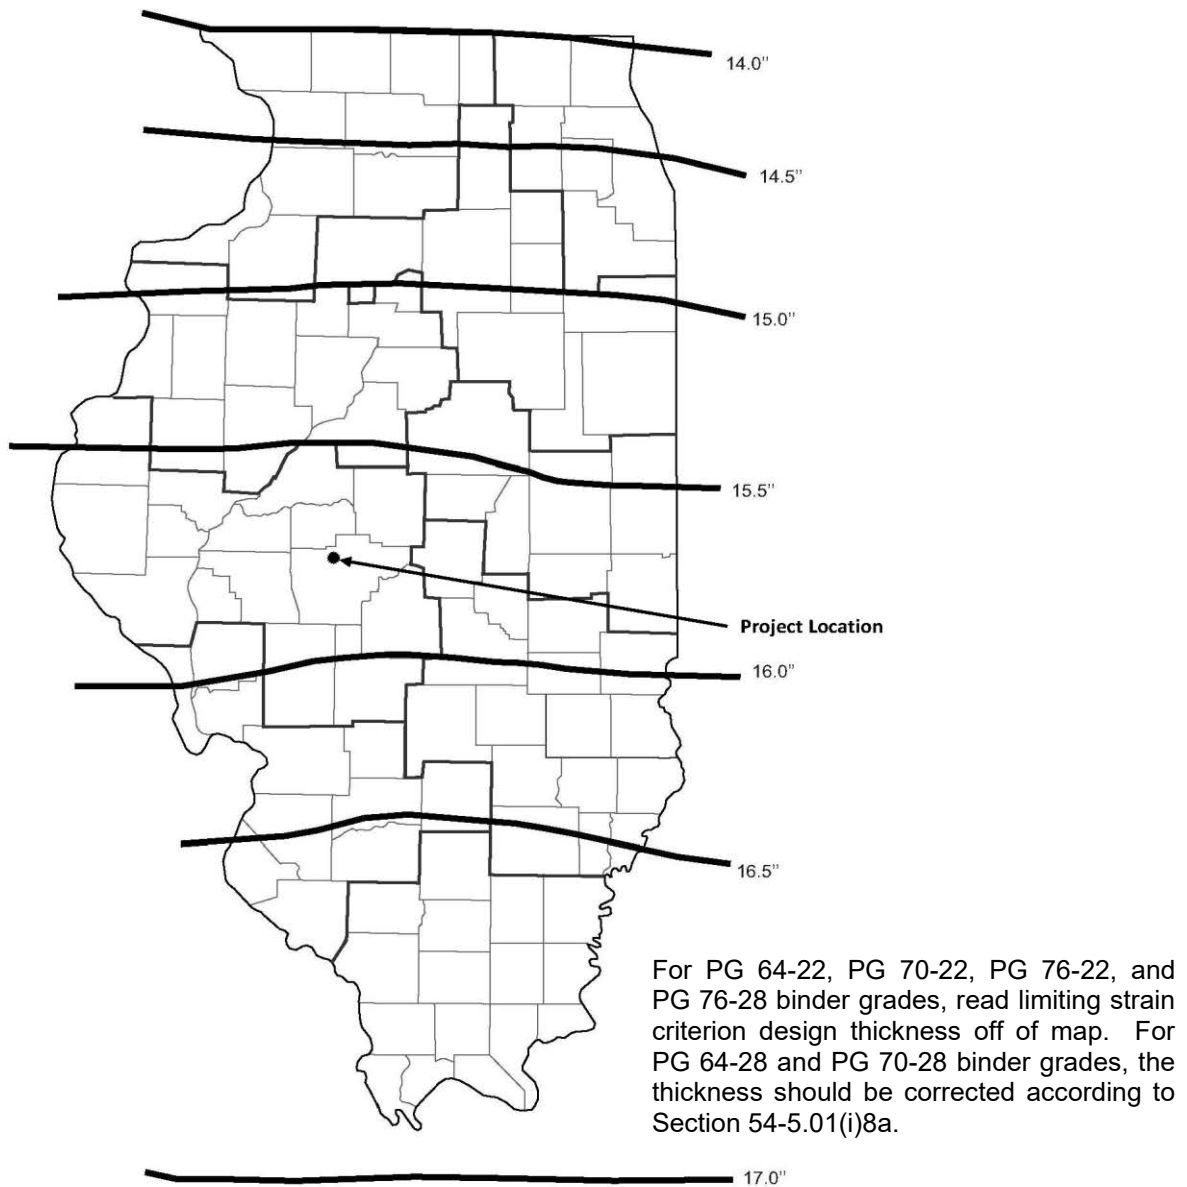 14.0”
14.5”
15.0”
15.5”
Project Location
16.0”
16.5”
For PG 64-22, PG 70-22, PG 76-22, and
PG 76-28 binder grades, read limiting strain
criterion design thickness off of map. For
PG 64-28 and PG 70-28 binder grades, the
thickness should be corrected according to
Section 54-5.01(i)8a.
17.0”